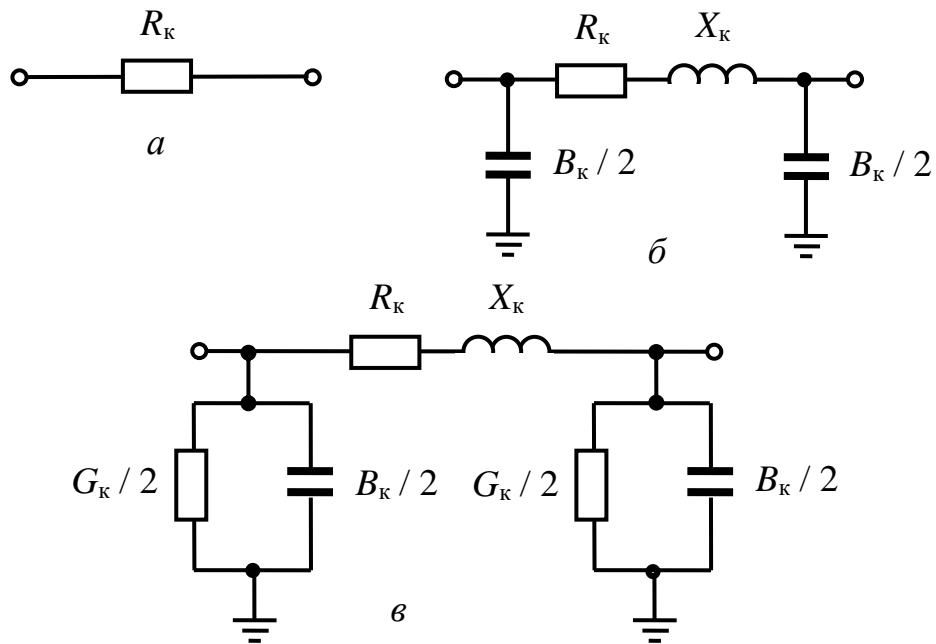 Rк
а
Rк Xк
Bк / 2 Bк / 2
б
Rк Xк
Gк / 2 Bк / 2 Gк / 2 Bк / 2
в